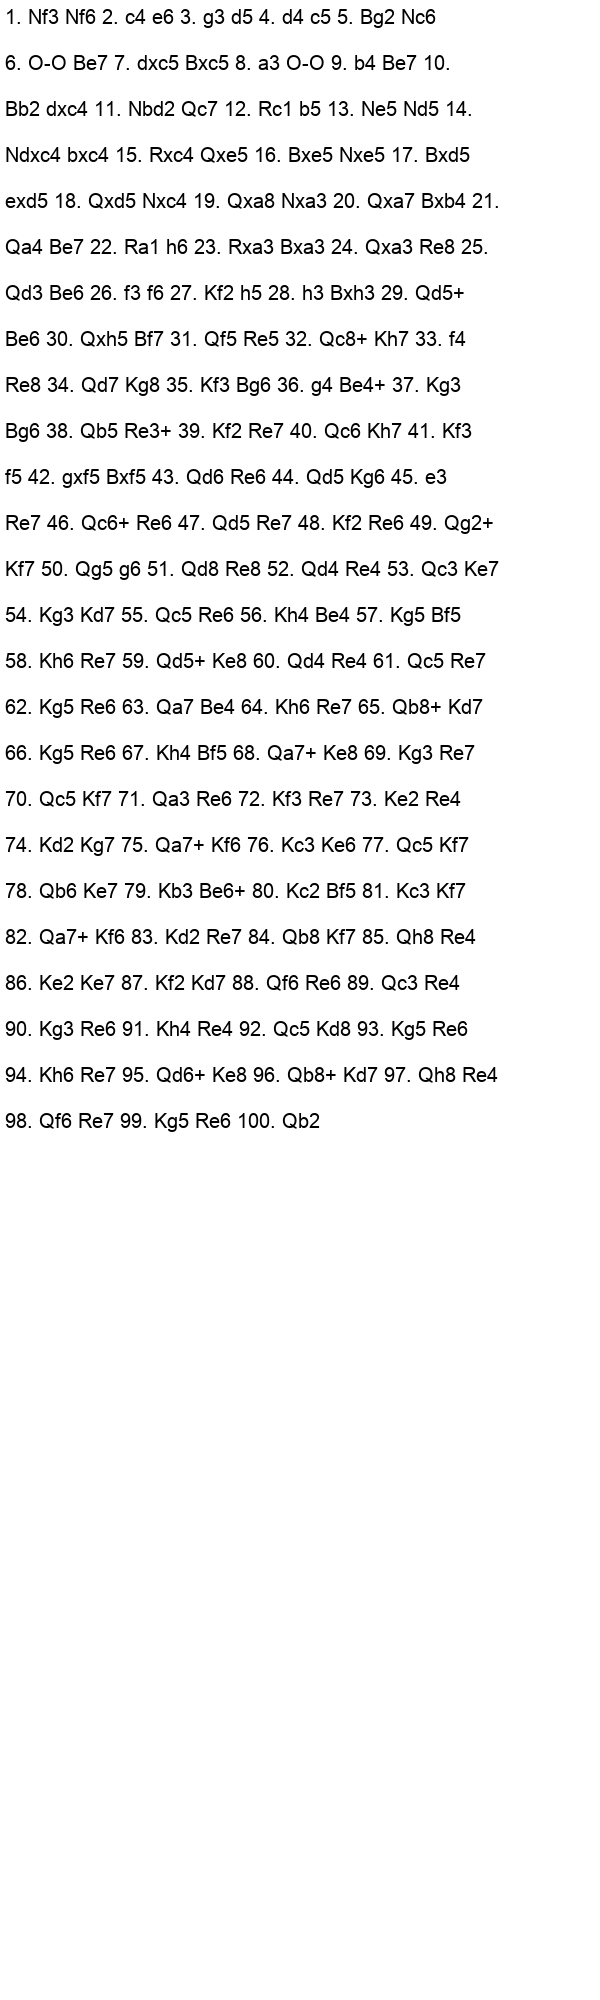 1. Nf3 Nf6 2. c4 e6 3. g3 d5 4. d4 c5 5. Bg2 Nc6
6. O-O Be7 7. dxc5 Bxc5 8. a3 O-O 9. b4 Be7 10.
Bb2 dxc4 11. Nbd2 Qc7 12. Rc1 b5 13. Ne5 Nd5 14.
Ndxc4 bxc4 15. Rxc4 Qxe5 16. Bxe5 Nxe5 17. Bxd5
exd5 18. Qxd5 Nxc4 19. Qxa8 Nxa3 20. Qxa7 Bxb4 21.
Qa4 Be7 22. Ra1 h6 23. Rxa3 Bxa3 24. Qxa3 Re8 25.
Qd3 Be6 26. f3 f6 27. Kf2 h5 28. h3 Bxh3 29. Qd5+
Be6 30. Qxh5 Bf7 31. Qf5 Re5 32. Qc8+ Kh7 33. f4
Re8 34. Qd7 Kg8 35. Kf3 Bg6 36. g4 Be4+ 37. Kg3
Bg6 38. Qb5 Re3+ 39. Kf2 Re7 40. Qc6 Kh7 41. Kf3
f5 42. gxf5 Bxf5 43. Qd6 Re6 44. Qd5 Kg6 45. e3
Re7 46. Qc6+ Re6 47. Qd5 Re7 48. Kf2 Re6 49. Qg2+
Kf7 50. Qg5 g6 51. Qd8 Re8 52. Qd4 Re4 53. Qc3 Ke7
54. Kg3 Kd7 55. Qc5 Re6 56. Kh4 Be4 57. Kg5 Bf5
58. Kh6 Re7 59. Qd5+ Ke8 60. Qd4 Re4 61. Qc5 Re7
62. Kg5 Re6 63. Qa7 Be4 64. Kh6 Re7 65. Qb8+ Kd7
66. Kg5 Re6 67. Kh4 Bf5 68. Qa7+ Ke8 69. Kg3 Re7
70. Qc5 Kf7 71. Qa3 Re6 72. Kf3 Re7 73. Ke2 Re4
74. Kd2 Kg7 75. Qa7+ Kf6 76. Kc3 Ke6 77. Qc5 Kf7
78. Qb6 Ke7 79. Kb3 Be6+ 80. Kc2 Bf5 81. Kc3 Kf7
82. Qa7+ Kf6 83. Kd2 Re7 84. Qb8 Kf7 85. Qh8 Re4
86. Ke2 Ke7 87. Kf2 Kd7 88. Qf6 Re6 89. Qc3 Re4
90. Kg3 Re6 91. Kh4 Re4 92. Qc5 Kd8 93. Kg5 Re6
94. Kh6 Re7 95. Qd6+ Ke8 96. Qb8+ Kd7 97. Qh8 Re4
98. Qf6 Re7 99. Kg5 Re6 100. Qb2